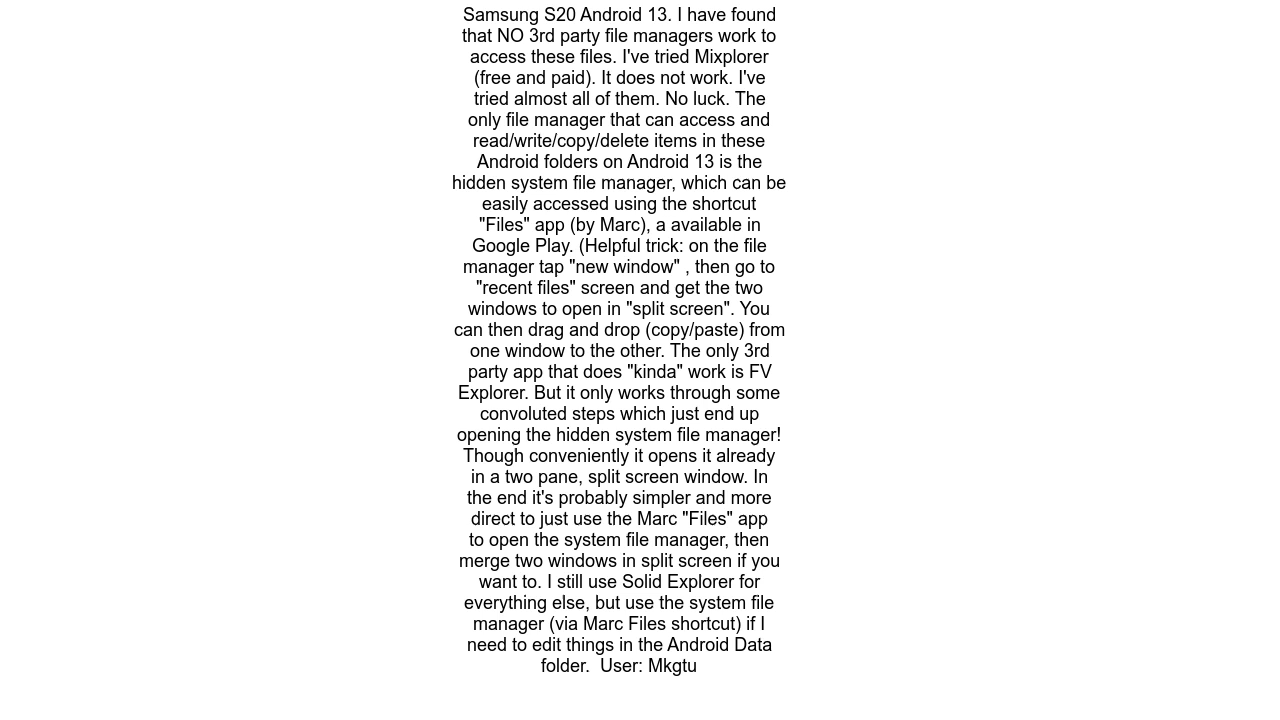 Samsung S20 Android 13. I have found
that NO 3rd party file managers work to
access these files. I've tried Mixplorer
(free and paid). It does not work. I've
tried almost all of them. No luck. The
only file manager that can access and
read/write/copy/delete items in these
Android folders on Android 13 is the
hidden system file manager, which can be
easily accessed using the shortcut
"Files" app (by Marc), a available in
Google Play. (Helpful trick: on the file
manager tap "new window" , then go to
"recent files" screen and get the two
windows to open in "split screen". You
can then drag and drop (copy/paste) from
one window to the other. The only 3rd
party app that does "kinda" work is FV
Explorer. But it only works through some
convoluted steps which just end up
opening the hidden system file manager!
Though conveniently it opens it already
in a two pane, split screen window. In
the end it's probably simpler and more
direct to just use the Marc "Files" app
to open the system file manager, then
merge two windows in split screen if you
want to. I still use Solid Explorer for
everything else, but use the system file
manager (via Marc Files shortcut) if I
need to edit things in the Android Data
folder.  User: Mkgtu